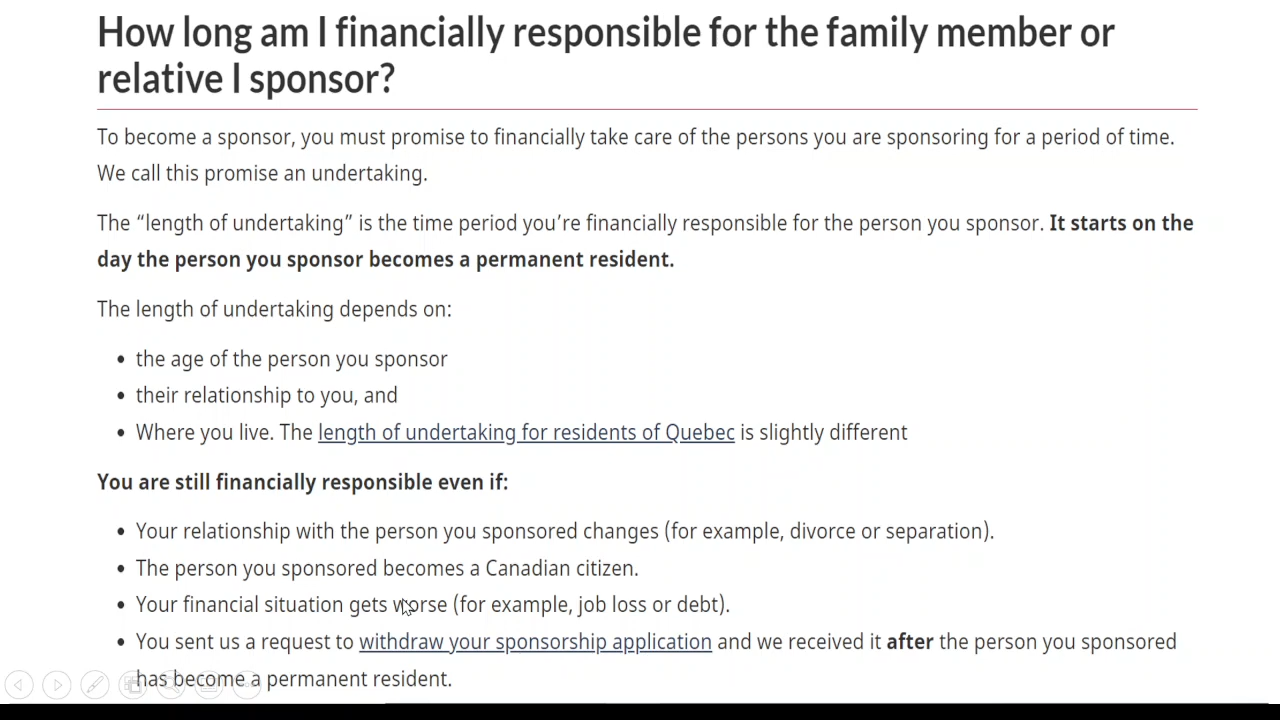 How long am I financially responsible for the family member or
relative I sponsor?
To become a sponsor, you must promise to financially take care of the persons you are sponsoring for a period of time.
We call this promise an undertaking.
The “length of undertaking” is the time period you’re financially responsible for the person you sponsor. It starts on the
day the person you sponsor becomes a permanent resident.
The length of undertaking depends on:
• the age of the person you sponsor
• their relationship to you, and
• Where you live. The length of undertaking for residents of Quebec is slightly different
You are still financially responsible even if:
• Your relationship with the person you sponsored changes (for example, divorce or separation).
• The person you sponsored becomes a Canadian citizen.
• Your financial situation gets worse (for example, job loss or debt).
• You sent us a request to withdraw your sponsorship application and we received it after the person you sponsored
has become a permanent resident.